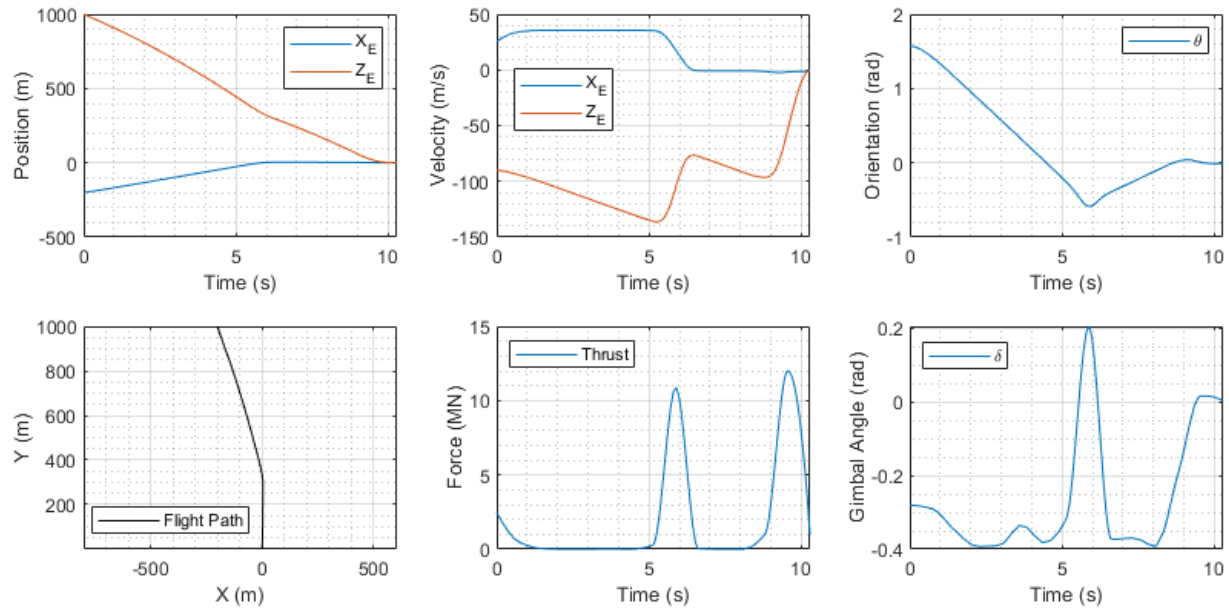 1000
500
0
-500
Position (m)
X_E
Z_E
0
5
10
Time (s)
50
0
-50
-100
-150
Velocity (m/s)
X_E
Z_E
0
5
10
Time (s)
2
1
0
-1
Orientation (rad)
θ
0
5
10
Time (s)
1000
800
600
400
200
Y (m)
Flight Path
-500
0
500
X (m)
15
10
5
0
Force (MN)
Thrust
0
5
10
Time (s)
0.2
0
-0.2
-0.4
Gimbal Angle (rad)
δ
0
5
10
Time (s)